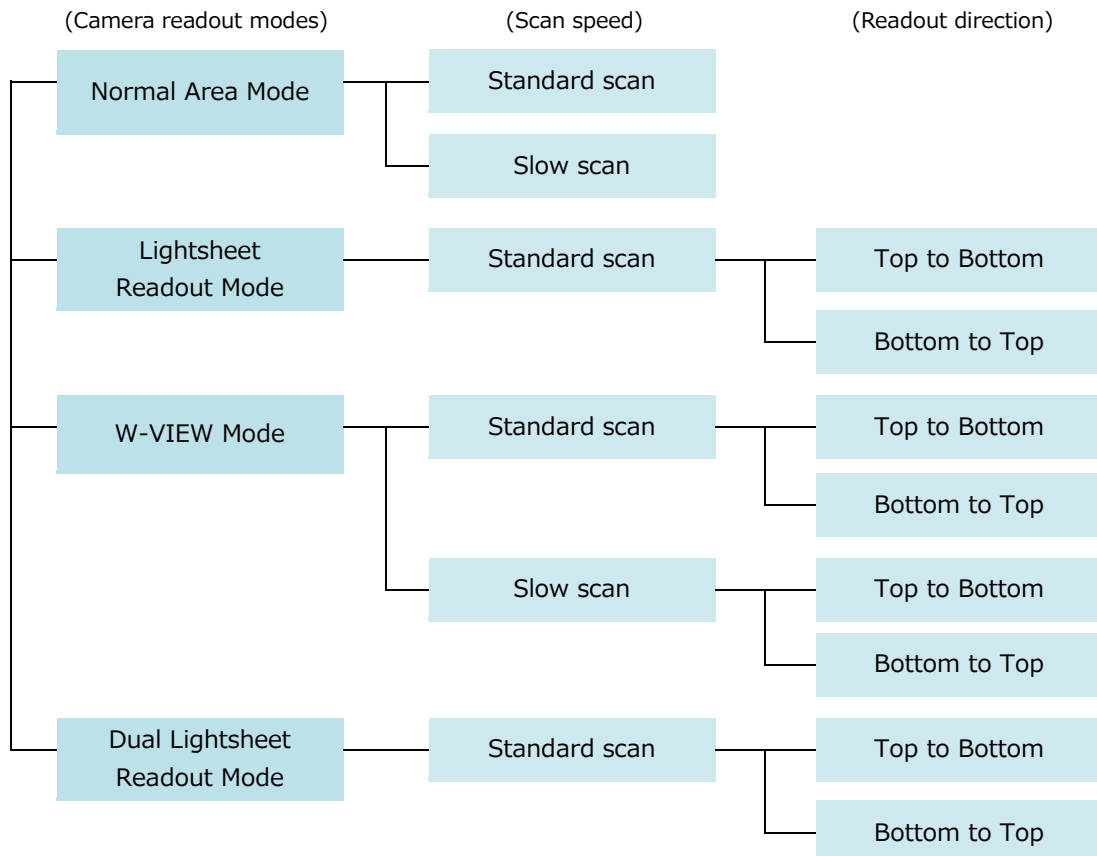 (Camera readout modes)
(Scan speed)
(Readout direction)
Normal Area Mode
Standard scan
Slow scan
Lightsheet
Readout Mode
Standard scan
Top to Bottom
Bottom to Top
W-VIEW Mode
Standard scan
Top to Bottom
Bottom to Top
Slow scan
Top to Bottom
Bottom to Top
Dual Lightsheet
Readout Mode
Standard scan
Top to Bottom
Bottom to Top